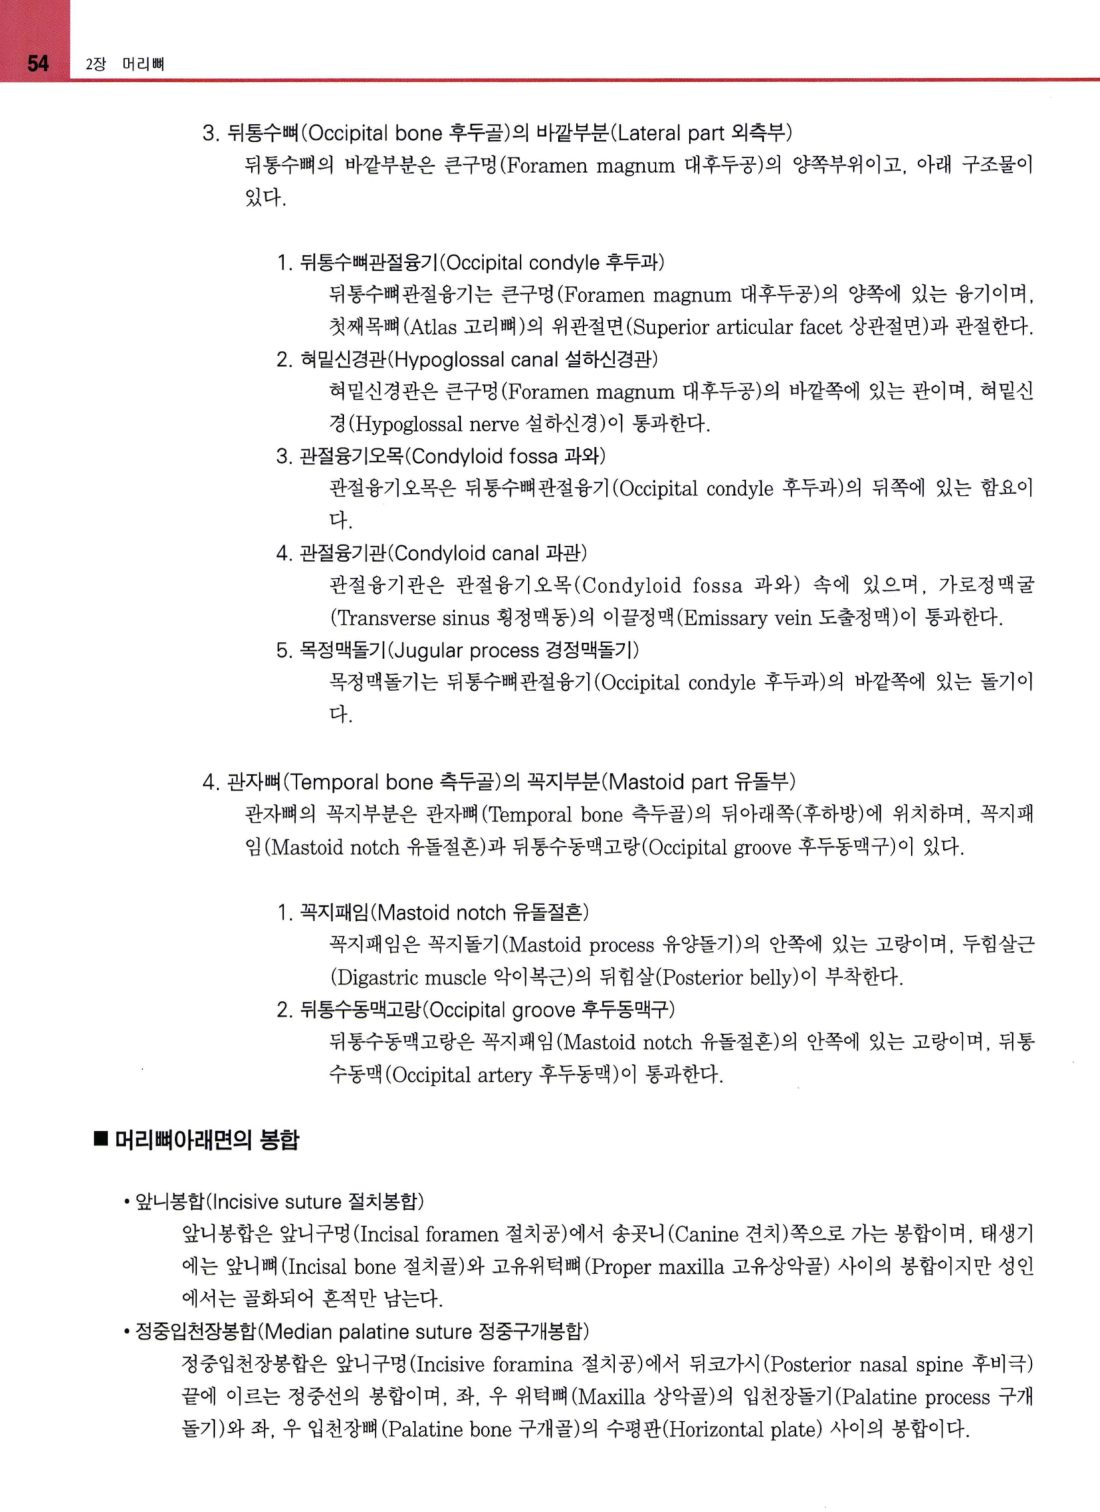 54 2장 머리뼈
3. 뒤통수뼈(Occipital bone 후두골)의 바깥부분(Lateral part 외측부)
뒤통수뼈의 바깥부분은 큰구멍(Foramen magnum 대후두공)의 양쪽부위이고, 아래 구조물이
있다.
1. 뒤통수뼈관절융기(Occipital condyle 후두과)
뒤통수뼈관절융기는 큰구멍(Foramen magnum 대후두공)의 양쪽에 있는 융기이며,
첫째목뼈(Atlas 고리뼈)의 위관절면(Superior articular facet 상관절면)과 관절한다.
2. 혀밑신경관(Hypoglossal canal 설하신경관)
혀밑신경관은 큰구멍(Foramen magnum 대후두공)의 바깥쪽에 있는 관이며, 혀밑신
경(Hypoglossal nerve 설하신경)이 통과한다.
3. 관절융기오목(Condyloid fossa 과와)
관절융기오목은 뒤통수뼈관절융기(Occipital condyle 후두과)의 뒤쪽에 있는 함요이
다.
4. 관절융기관(Condyloid canal 과관)
관절융기관은 관절융기오목(Condyloid fossa 과와) 속에 있으며, 가로정맥굴
(Transverse sinus 횡정맥동)의 이끌정맥(Emissary vein 도출정맥)이 통과한다.
5. 목정맥돌기(Jugular process 경정맥돌기)
목정맥돌기는 뒤통수뼈관절융기(Occipital condyle 후두과)의 바깥쪽에 있는 돌기이
다.
4. 관자뼈(Temporal bone 측두골)의 꼭지부분(Mastoid part 유돌부)
관자뼈의 꼭지부분은 관자뼈(Temporal bone 측두골)의 뒤아래쪽(후하방)에 위치하며, 꼭지패
임(Mastoid notch 유돌절흔)과 뒤통수동맥고랑(Occipital groove 후두동맥구)이 있다.
1. 꼭지패임(Mastoid notch 유돌절흔)
꼭지패임은 꼭지돌기(Mastoid process 유양돌기)의 안쪽에 있는 고랑이며, 두힘살근
(Digastric muscle 악이복근)의 뒤힘살(Posterior belly)이 부착한다.
2. 뒤통수동맥고랑(Occipital groove 후두동맥구)
뒤통수동맥고랑은 꼭지패임(Mastoid notch 유돌절흔)의 안쪽에 있는 고랑이며, 뒤통
수동맥(Occipital artery 후두동맥)이 통과한다.
■ 머리뼈아래면의 봉합
• 앞니봉합(Incisive suture 절치봉합)
앞니봉합은 앞니구멍(Incisal foramen 절치공)에서 송곳니(Canine 견치)쪽으로 가는 봉합이며, 태생기
에는 앞니뼈(Incisal bone 절치골)와 고유위턱뼈(Proper maxilla 고유상악골) 사이의 봉합이지만 성인
에서는 골화되어 흔적만 남는다.
• 정중입천장봉합(Median palatine suture 정중구개봉합)
정중입천장봉합은 앞니구멍(Incisive foramina 절치공)에서 뒤코가시(Posterior nasal spine 후비극)
끝에 이르는 정중선의 봉합이며, 좌, 우 위턱뼈(Maxilla 상악골)의 입천장돌기(Palatine process 구개
돌기)와 좌, 우 입천장뼈(Palatine bone 구개골)의 수평판(Horizontal plate) 사이의 봉합이다.